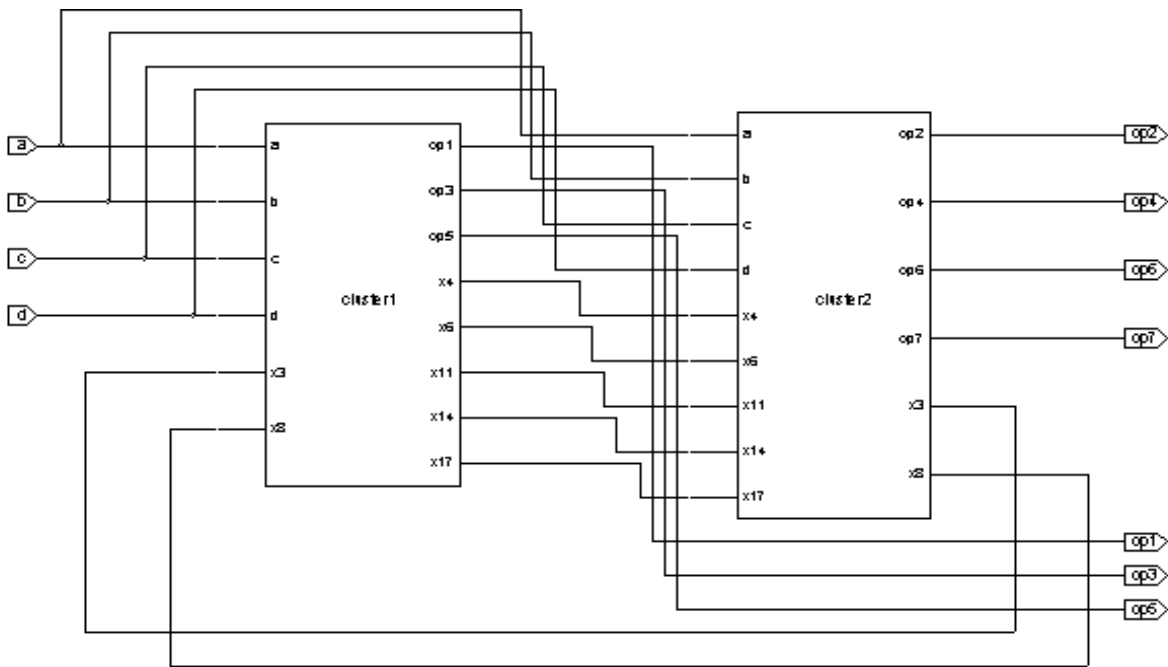 a
b
c
d
a
b
c
d
x3
x8
cluster1
op1
op3
op5
x4
x6
x11
x14
x17
a
b
c
d
x4
x6
x11
x14
x17
cluster2
op2
op4
op6
op7
x3
x8
op2
op4
op6
op7
op1
op3
op5